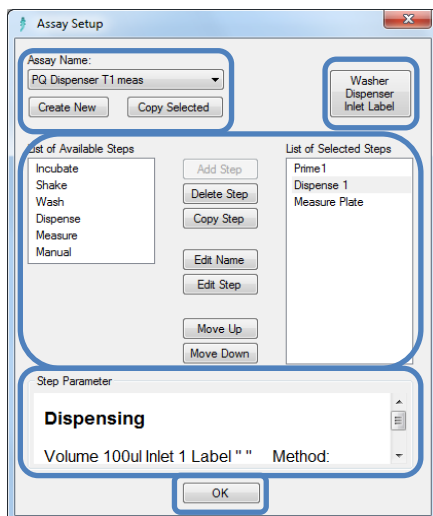 Assay Setup
Assay Name:
PQ Dispenser T1 meas
Create New
Copy Selected
Washer
Dispenser
Inlet Label
List of Available Steps
Incubate
Shake
Wash
Dispense
Measure
Manual
Add Step
Delete Step
Copy Step
Edit Name
Edit Step
Move Up
Move Down
List of Selected Steps
Prime1
Dispense 1
Measure Plate
Step Parameter
Dispensing
Volume 100ul Inlet 1 Label " " Method:
OK